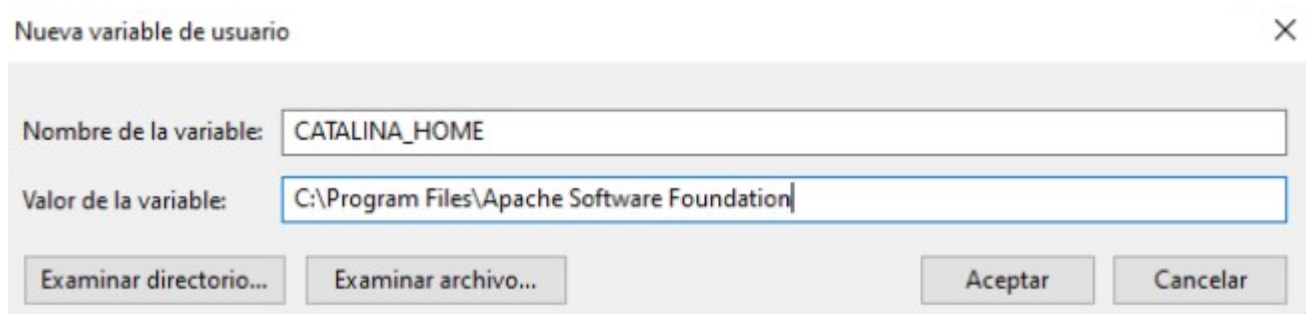 Nueva variable de usuario
Nombre de la variable: CATALINA_HOME
Valor de la variable: C:\Program Files\Apache Software Foundation
Examinar directorio... Examinar archivo... Aceptar Cancelar